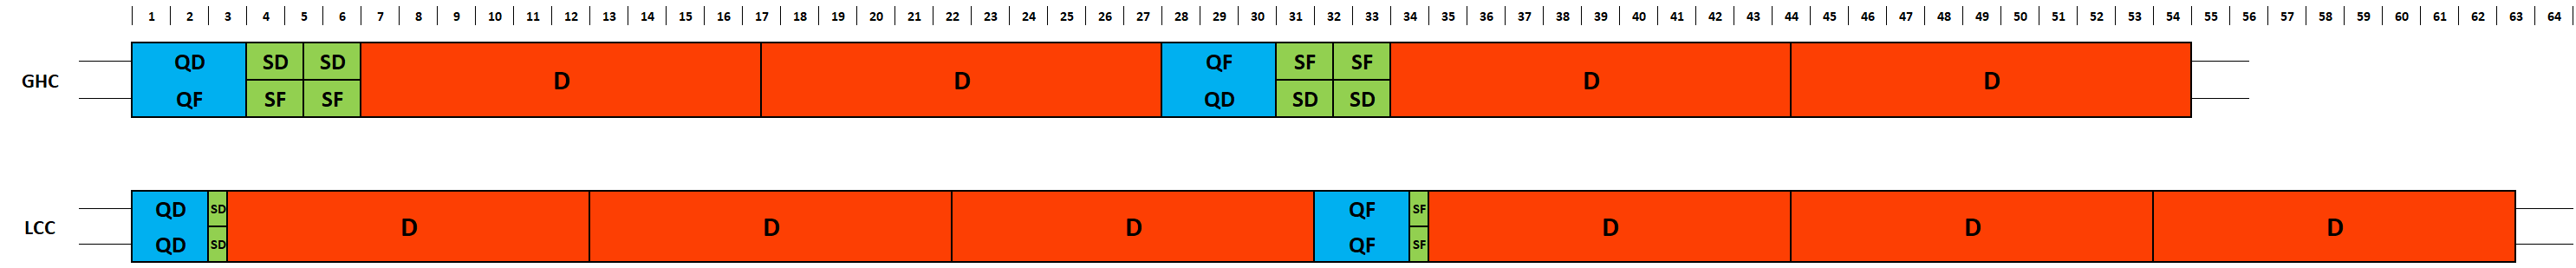 1 2 3 4 5 6 7 8 9 10 11 12 13 14 15 16 17 18 19 20 21 22 23 24 25 26 27 28 29 30 31 32 33 34 35 36 37 38 39 40 41 42 43 44 45 46 47 48 49 50 51 52 53 54 55 56 57 58 59 60 61 62 63 64
QD SD SD QF SF SF
GHC D D D D
QF SF SF QD SD SD
QD SD QF SF
LCC D D D D D D
QD SD QF SF